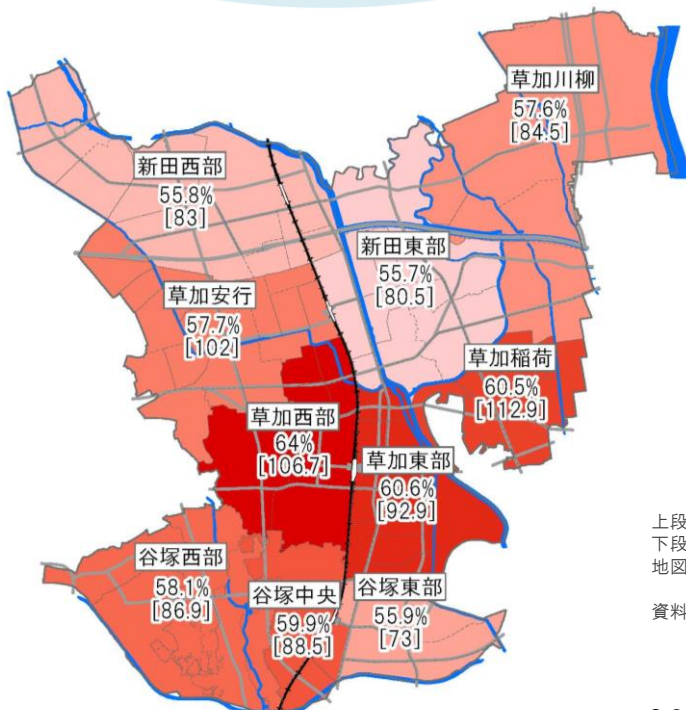 草加川柳
57.6%
[84.5]
新田西部
55.8%
[83]
新田東部
55.7%
[80.5]
草加安行
57.7%
[102]
草加稲荷
60.5%
[112.9]
草加西部
64%
[106.7]
草加東部
60.6%
[92.9]
谷塚西部
58.1%
[86.9]
谷塚中央
59.9%
[88.5]
谷塚東部
55.9%
[73]
上段
下段
地図
資料